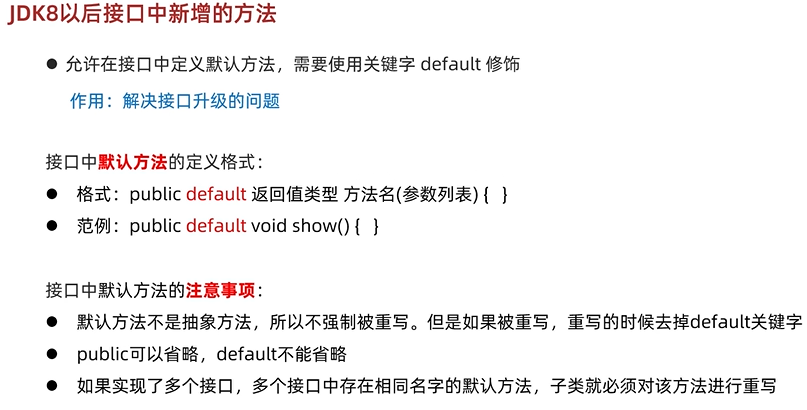 JDK8以后接口中新增的方法
● 允许在接口中定义默认方法，需要使用关键字 default 修饰
作用：解决接口升级的问题
接口中默认方法的定义格式：
● 格式：public default 返回值类型 方法名(参数列表) { }
● 范例：public default void show() { }
接口中默认方法的注意事项：
● 默认方法不是抽象方法，所以不强制被重写。但是如果被重写，重写的时候去掉default关键字
● public可以省略，default不能省略
● 如果实现了多个接口，多个接口中存在相同名字的默认方法，子类就必须对该方法进行重写